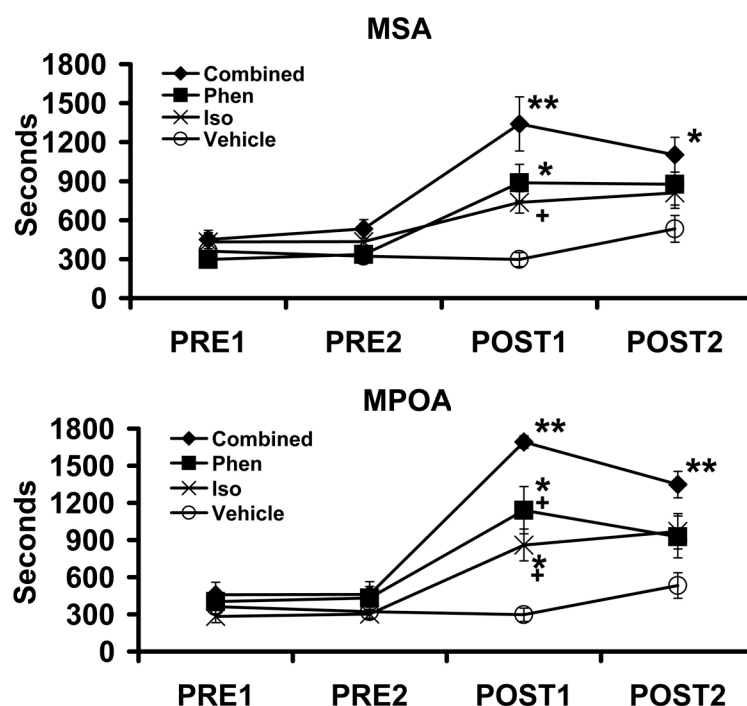 MSA
1800
1500
1200
900
600
300
0
Seconds
Combined
Phen
Iso
Vehicle
**
*
*
+
PRE1 PRE2 POST1 POST2
MPOA
1800
1500
1200
900
600
300
0
Seconds
Combined
Phen
Iso
Vehicle
**
**
*
+
*
+
PRE1 PRE2 POST1 POST2